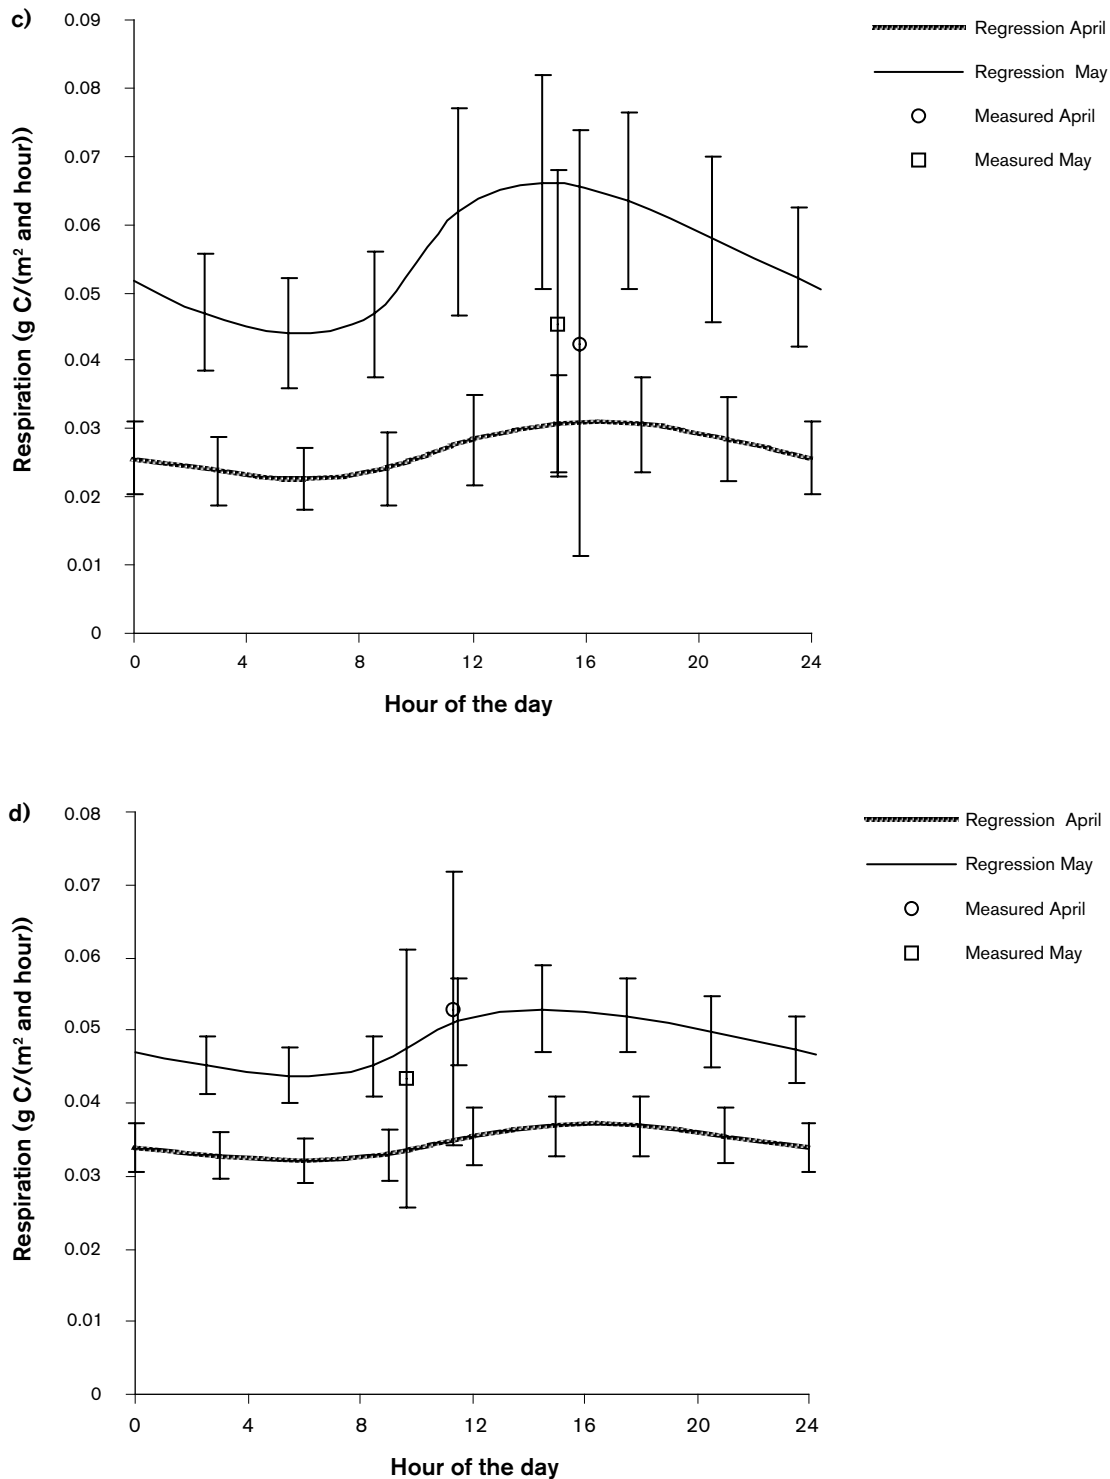 c)
Respiration (g C/(m² and hour))
0.09
0.08
0.07
0.06
0.05
0.04
0.03
0.02
0.01
0
0 4 8 12 16 20 24
Hour of the day
Regression April
Regression May
Measured April
Measured May
d)
Respiration (g C/(m² and hour))
0.08
0.07
0.06
0.05
0.04
0.03
0.02
0.01
0
0 4 8 12 16 20 24
Hour of the day
Regression April
Regression May
Measured April
Measured May